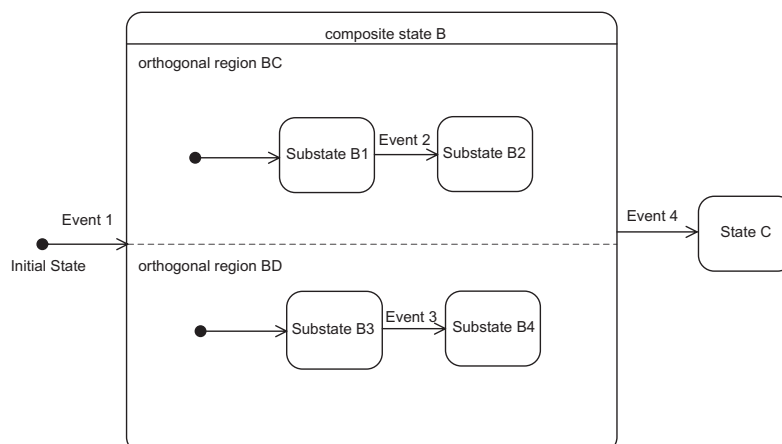 composite state B
orthogonal region BC
Event 2
Substate B1
Substate B2
Event 1
Event 4
State C
Initial State
orthogonal region BD
Event 3
Substate B3
Substate B4